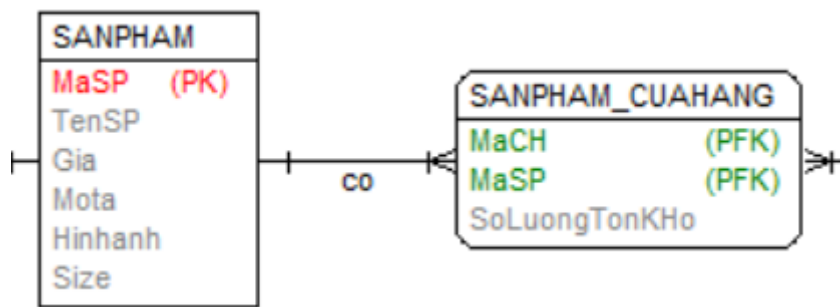 SANPHAM
MaSP (PK)
TenSP
Gia
Mota
Hinhanh
Size
co
SANPHAM_CUAHANG
MaCH (PFK)
MaSP (PFK)
SoLuongTonKHo